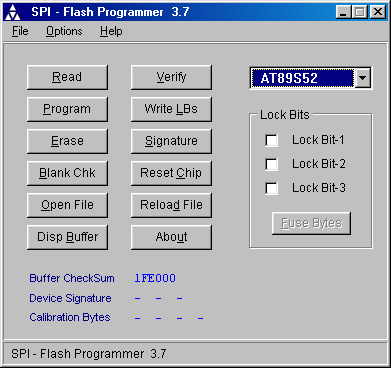 SPI - Flash Programmer 3.7
File Options Help
Read Verify AT89S52
Program Write LBs Lock Bits
Erase Signature Lock Bit-1
Blank Chk Reset Chip Lock Bit-2
Open File Reload File Lock Bit-3
Disp Buffer About Fuse Bytes
Buffer CheckSum 1FE000
Device Signature - - -
Calibration Bytes - - - -
SPI - Flash Programmer 3.7